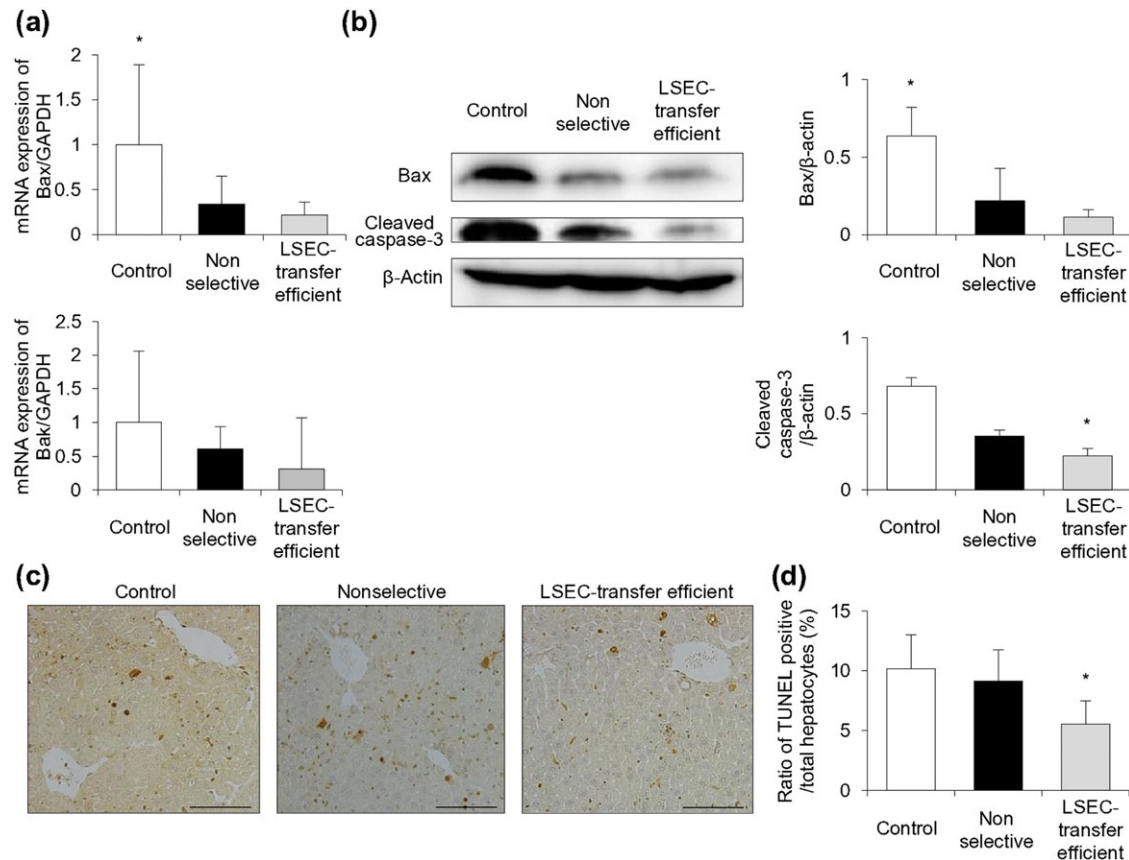 (a)
*
mRNA expression of
Bax/GAPDH
2
1.5
1
0.5
0
Control
Non
selective
LSEC-
transfer
efficient
mRNA expression of
Bak/GAPDH
2.5
2
1.5
1
0.5
0
Control
Non
selective
LSEC-
transfer
efficient
(b)
Control
Non
selective
LSEC-
transfer
efficient
Bax
Cleaved
caspase-3
β-Actin
Bax/β-actin
1
0.5
0
*
Control
Non
selective
LSEC-
transfer
efficient
Cleaved
caspase-3
/β-actin
1
0.5
0
*
Control
Non
selective
LSEC-
transfer
efficient
(c)
Control
Nonselective
LSEC-transfer efficient
(d)
Ratio of TUNEL positive
/total hepatocytes (%)
15
10
5
0
*
Control
Non
selective
LSEC-
transfer
efficient